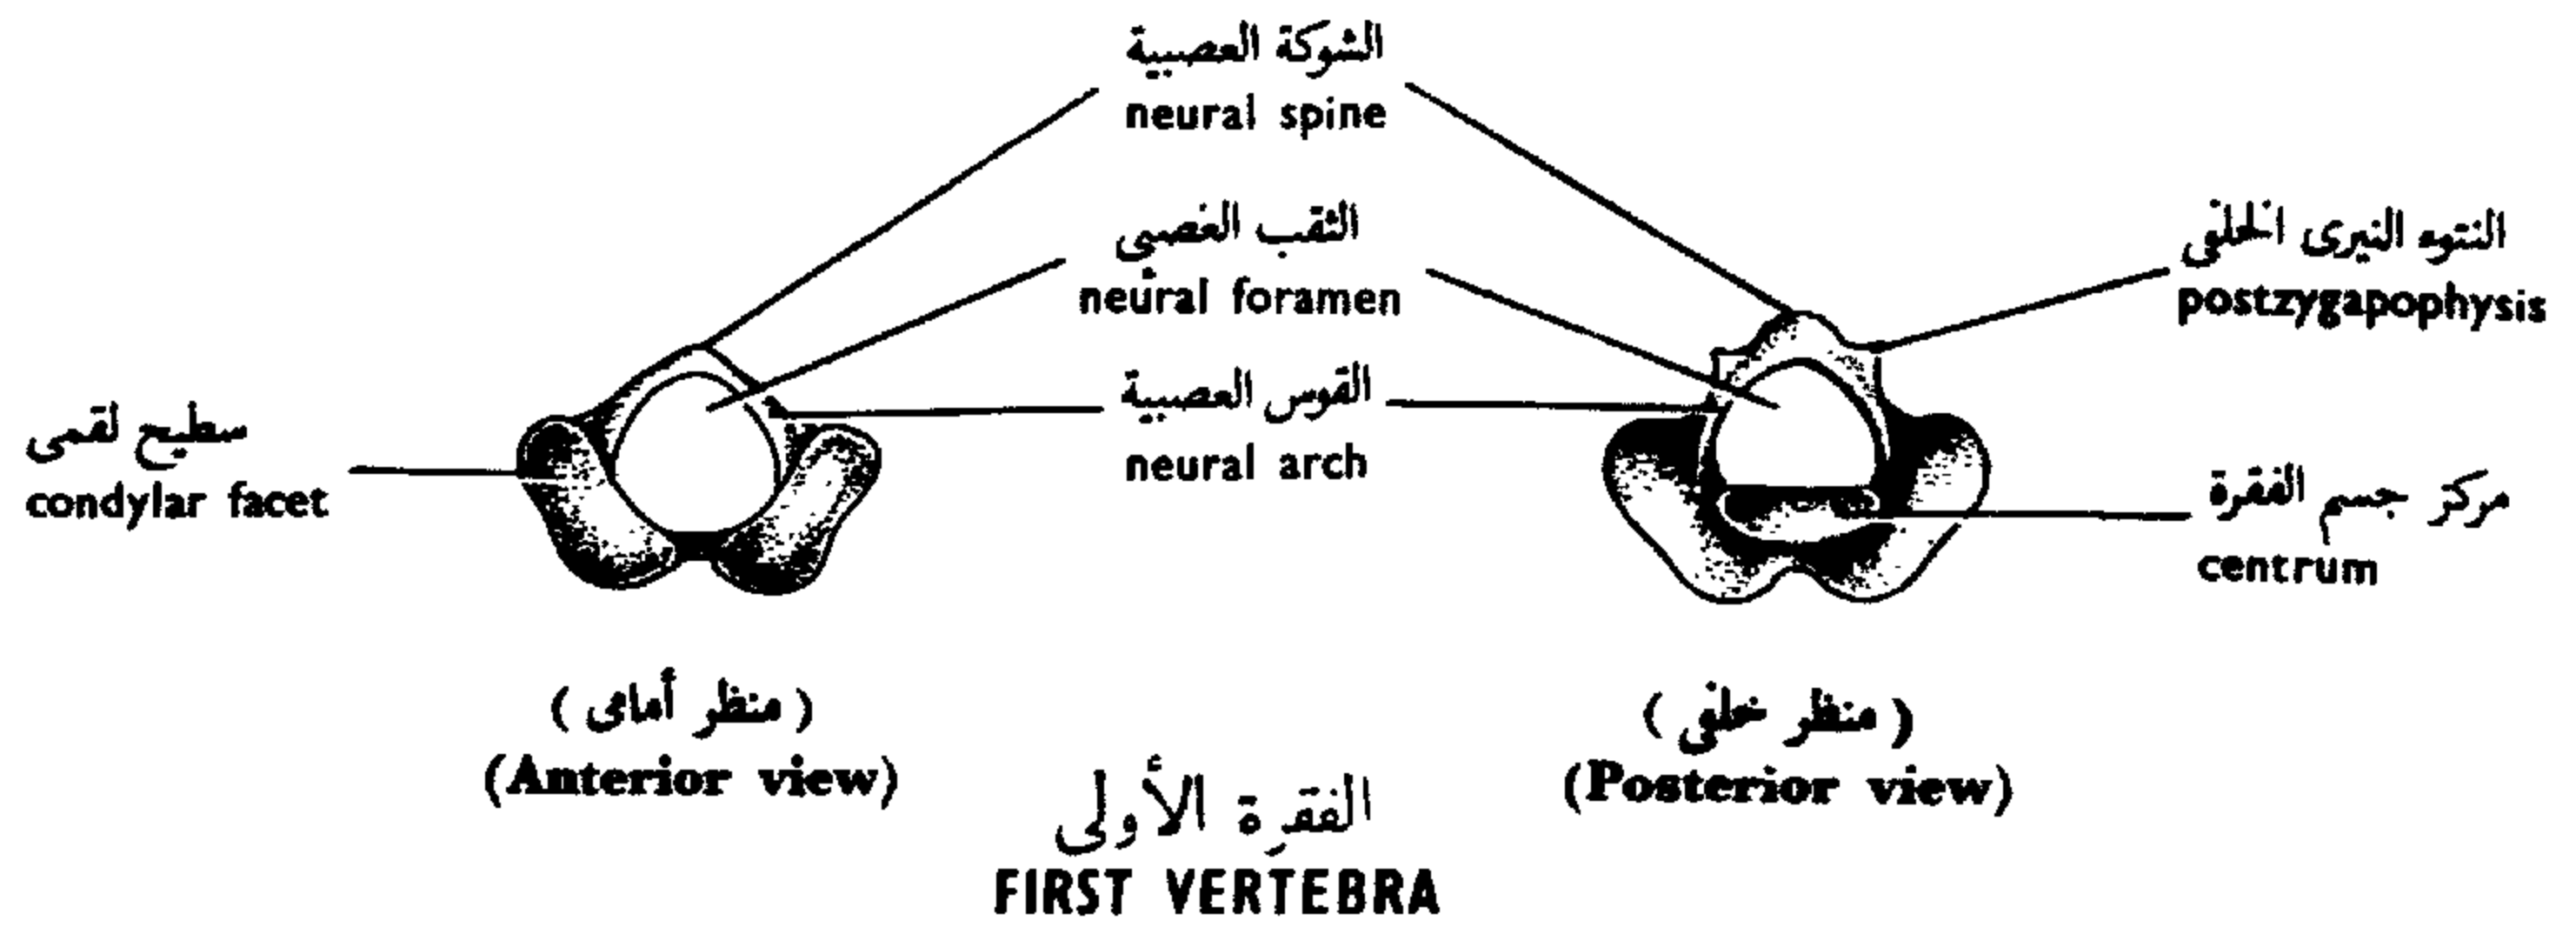 الشوكة العصبية
neural spine
الثقب العصبى
neural foramen
النتوء النيرى الخلفى
postzygapophysis
القوس العصبية
neural arch
سطيح لقمى
condylar facet
مركز جسم الفقرة
centrum
( منظر أمامى )
(Anterior view)
( منظر خلفى )
(Posterior view)
الفقرة الأولى
FIRST VERTEBRA